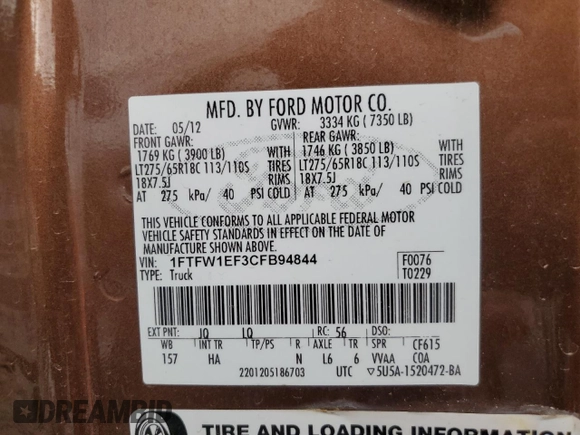 MFD. BY FORD MOTOR CO.
DATE: 05/12 GVWR: 3334 KG ( 7350 LB)
FRONT GAWR: REAR GAWR:
1769 KG ( 3900 LB) 1746 KG ( 3850 LB)
LT275/65R18C 113/110S TIRES LT275/65R18C 113/110S TIRES
18X7.5J RIMS 18X7.5J RIMS
AT 275 kPa/ 40 PSI COLD AT 275 kPa/ 40 PSI COLD
THIS VEHICLE CONFORMS TO ALL APPLICABLE FEDERAL MOTOR
VEHICLE SAFETY STANDARDS IN EFFECT ON THE DATE OF
MANUFACTURE SHOWN ABOVE.
VIN: 1FTFW1EF3CFB94844 F0076
TYPE: Truck T0229
EXT PNT: JQ LQ RC: 56 DSO:
WB INT TR TP/PS R AXLE TR SPR CF615
157 HA N L6 6 VVAA COA
2201205186703 UTC ▽5U5A-1520472-BA
TIRE AND LOADING INFORMATION
DREAMBID